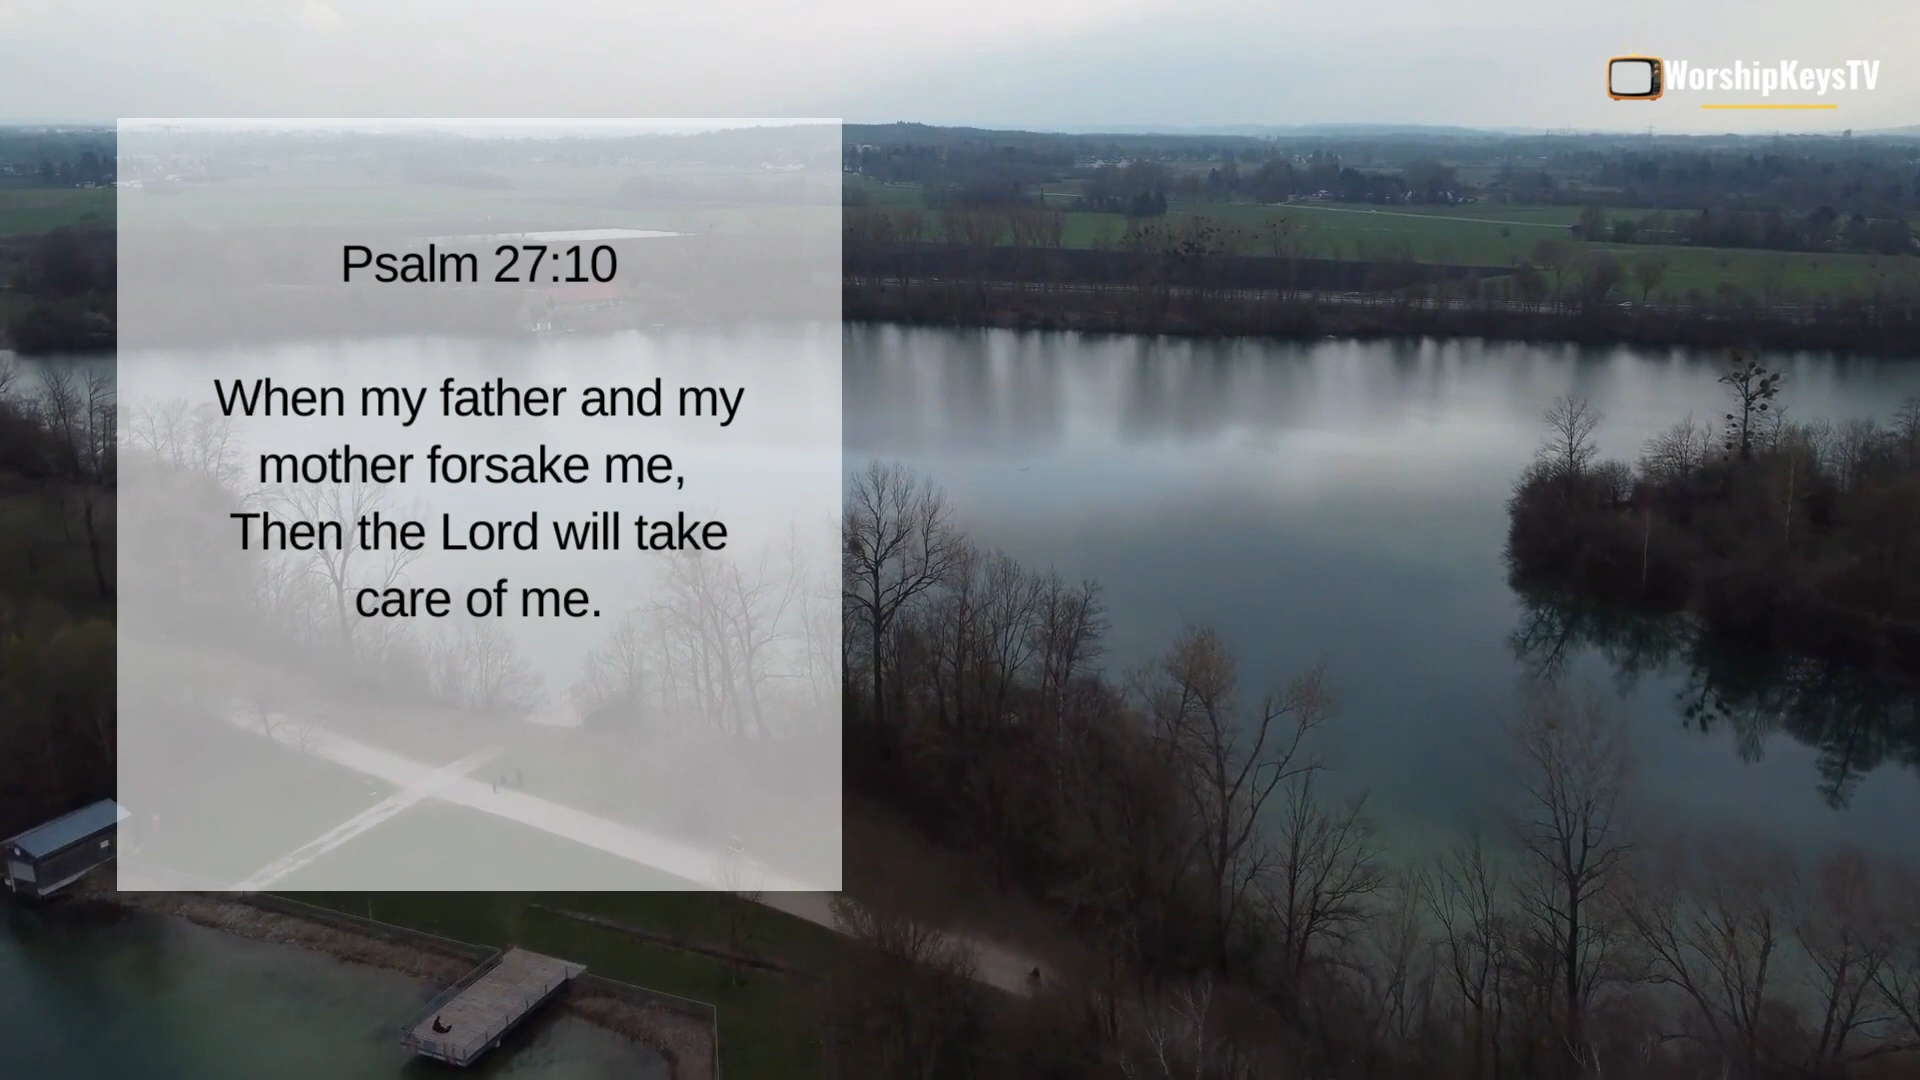 WorshipKeysTV
Psalm 27:10
When my father and my
mother forsake me,
Then the Lord will take
care of me.